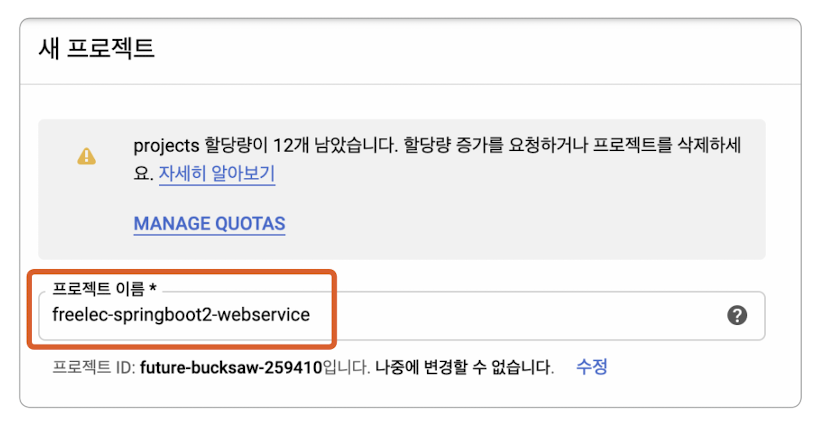 새 프로젝트
projects 할당량이 12개 남았습니다. 할당량 증가를 요청하거나 프로젝트를 삭제하세
요. 자세히 알아보기
MANAGE QUOTAS
프로젝트 이름 *
freelec-springboot2-webservice
프로젝트 ID: future-bucksaw-259410입니다. 나중에 변경할 수 없습니다. 수정